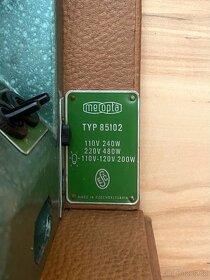 meopta
TYP 85102
110V 240W
220V 480W
-110V-120V 200W
MADE IN CZECHOSLOVAKIA